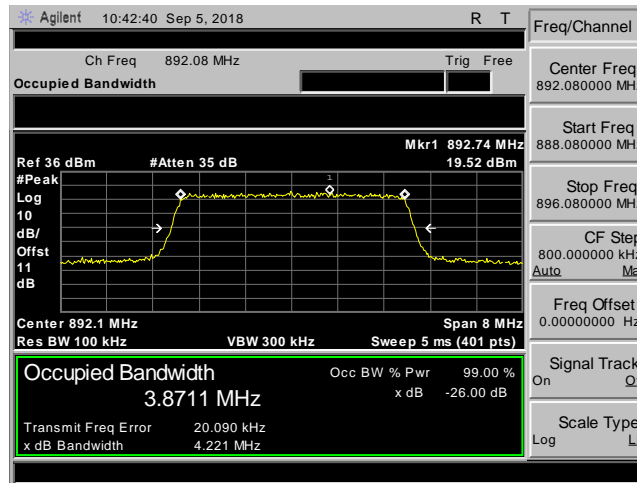 Agilent 10:42:40 Sep 5, 2018 R T
Freq/Channel
Ch Freq 892.08 MHz Trig Free
Occupied Bandwidth
Center Freq
892.080000 MH
Start Freq
888.080000 MH
Stop Freq
896.080000 MH
CF Step
800.000000 kHz
Auto Ma
Freq Offset
0.00000000 Hz
Signal Track
On O
Scale Type
Log L
Mkr1 892.74 MHz
Ref 36 dBm #Atten 35 dB 19.52 dBm
#Peak
Log
10
dB/
Offst
11
dB
1
Center 892.1 MHz Span 8 MHz
Res BW 100 kHz VBW 300 kHz Sweep 5 ms (401 pts)
Occupied Bandwidth Occ BW % Pwr 99.00 %
3.8711 MHz x dB -26.00 dB
Transmit Freq Error 20.090 kHz
x dB Bandwidth 4.221 MHz